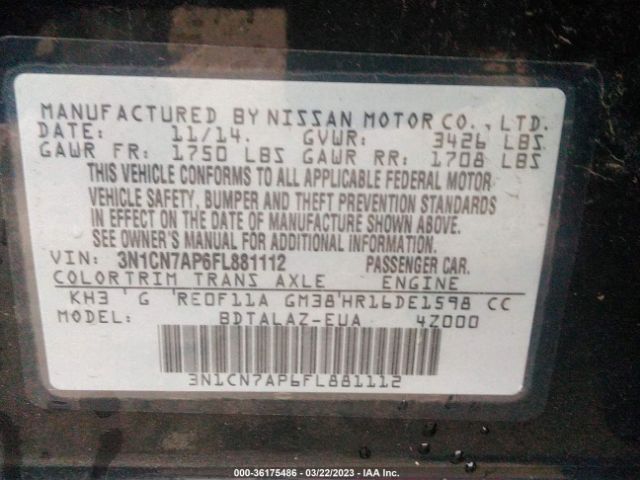 MANUFACTURED BY NISSAN MOTOR CO., LTD.
DATE: 11/14. GVWR: 3426 LBS
GAWR FR: 1750 LBS GAWR RR: 1708 LBS
THIS VEHICLE CONFORMS TO ALL APPLICABLE FEDERAL MOTOR
VEHICLE SAFETY, BUMPER AND THEFT PREVENTION STANDARDS
IN EFFECT ON THE DATE OF MANUFACTURE SHOWN ABOVE.
SEE OWNER'S MANUAL FOR ADDITIONAL INFORMATION.
VIN: 3N1CN7AP6FL881112 PASSENGER CAR.
COLORTRIM TRANS AXLE ENGINE
KH3 'G 'RE0F11A GM38'HR16DE1598 CC
MODEL: BDTALAZ-EUA 4Z000
3N1CN7AP6FL881112
000-36175486 - 03/22/2023 - IAA Inc.